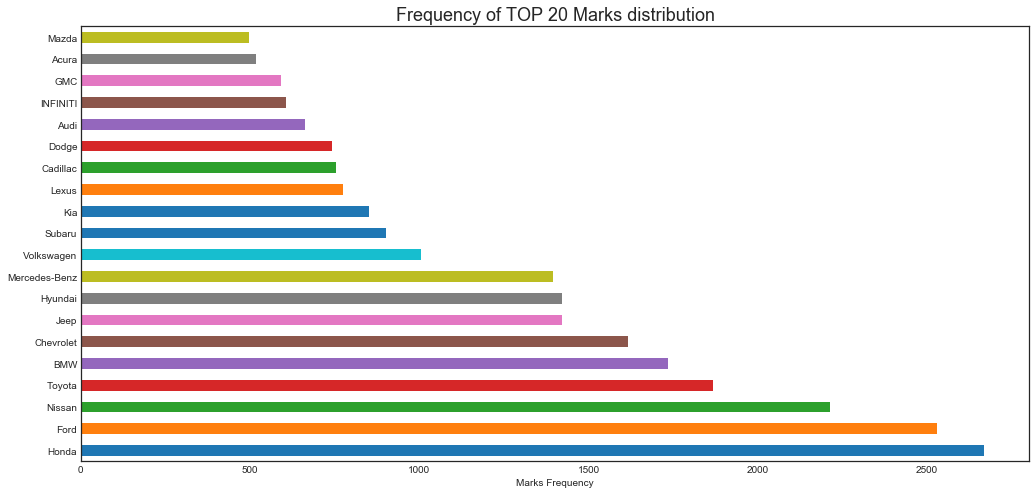 Frequency of TOP 20 Marks distribution
Mazda
Acura
GMC
INFINITI
Audi
Dodge
Cadillac
Lexus
Kia
Subaru
Volkswagen
Mercedes-Benz
Hyundai
Jeep
Chevrolet
BMW
Toyota
Nissan
Ford
Honda
0 500 1000 1500 2000 2500
Marks Frequency